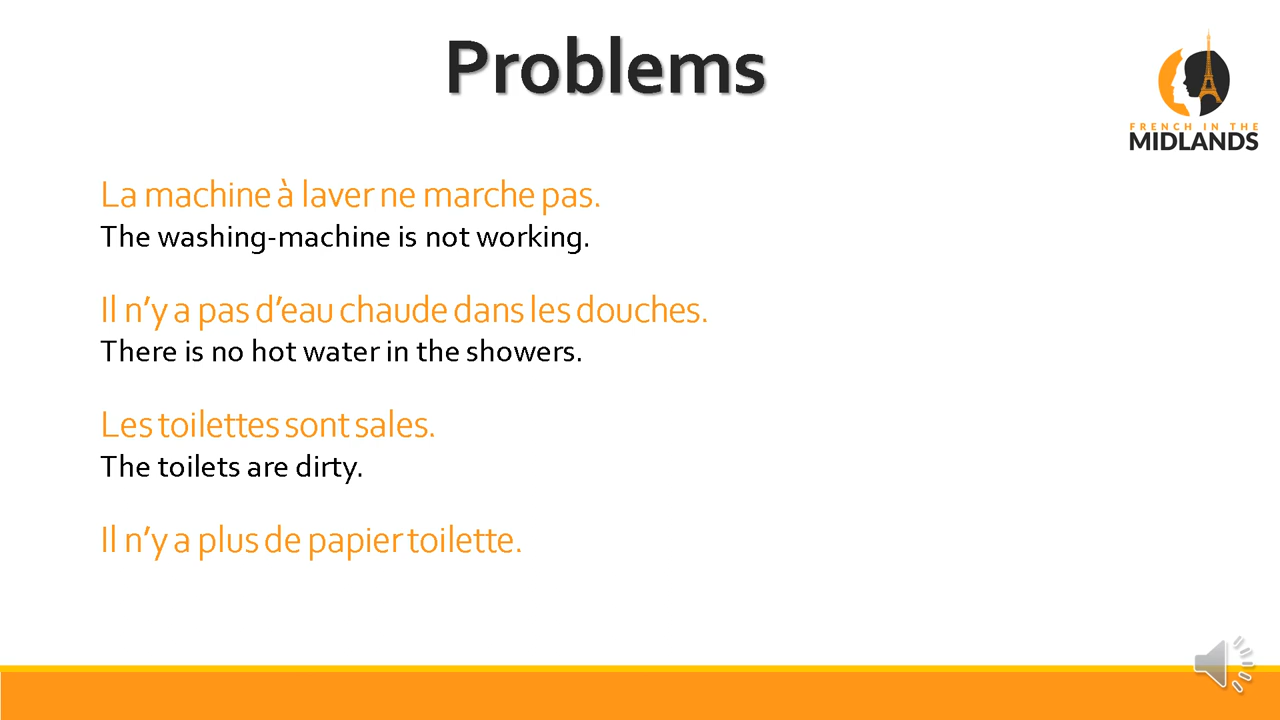 Problems
FRENCH IN THE
MIDLANDS
La machine à laver ne marche pas.
The washing-machine is not working.
Il n’y a pas d’eau chaude dans les douches.
There is no hot water in the showers.
Les toilettes sont sales.
The toilets are dirty.
Il n’y a plus de papier toilette.